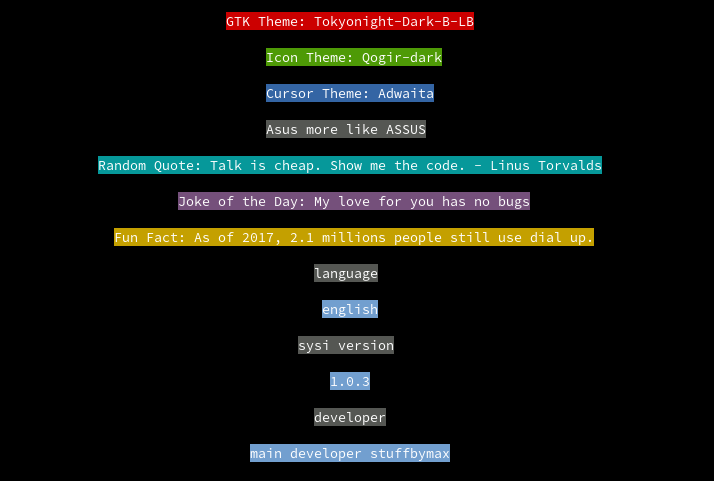 GTK Theme: Tokyonight-Dark-B-LB
Icon Theme: Qogir-dark
Cursor Theme: Adwaita
Asus more like ASSUS
Random Quote: Talk is cheap. Show me the code. - Linus Torvalds
Joke of the Day: My love for you has no bugs
Fun Fact: As of 2017, 2.1 millions people still use dial up.
language
english
sysi version
1.0.3
developer
main developer stuffbymax